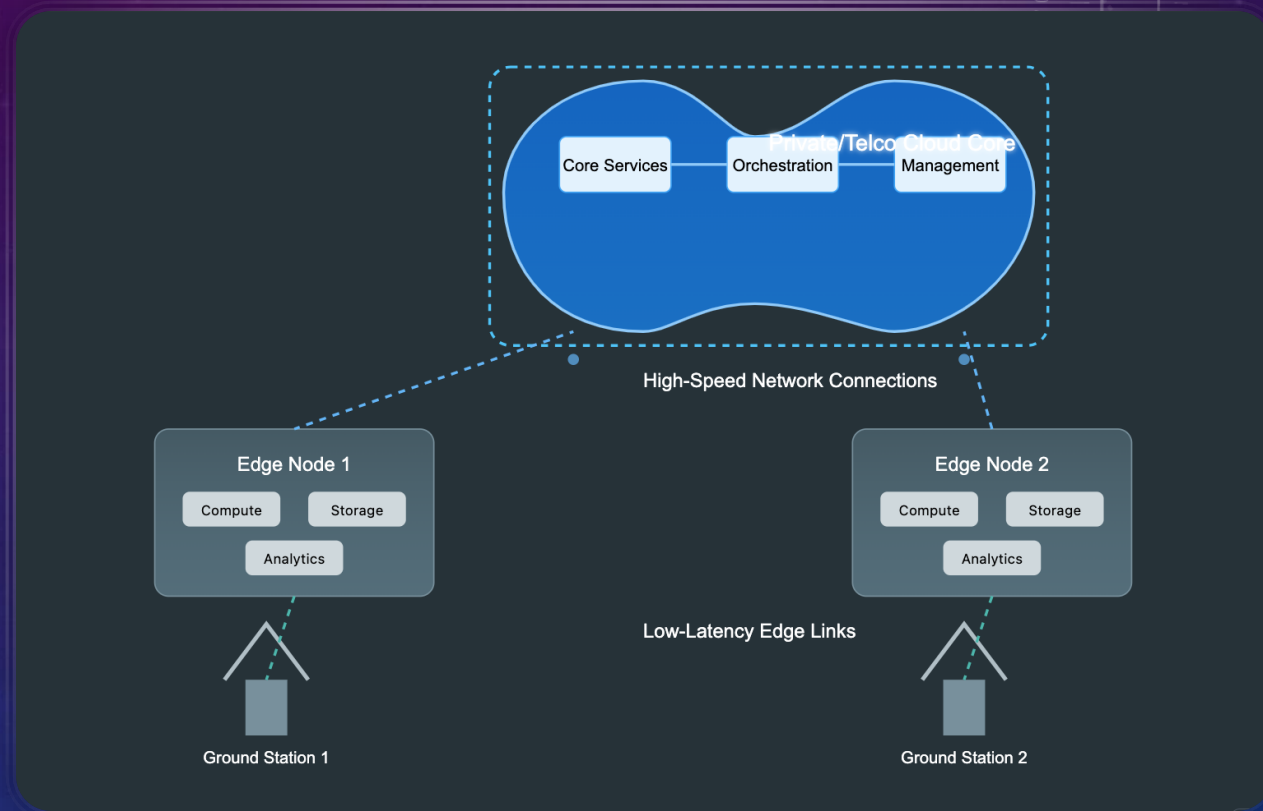 Private/Telco Cloud Core
Core Services
Orchestration
Management
High-Speed Network Connections
Edge Node 1
Edge Node 2
Compute
Storage
Compute
Storage
Analytics
Analytics
Low-Latency Edge Links
Ground Station 1
Ground Station 2